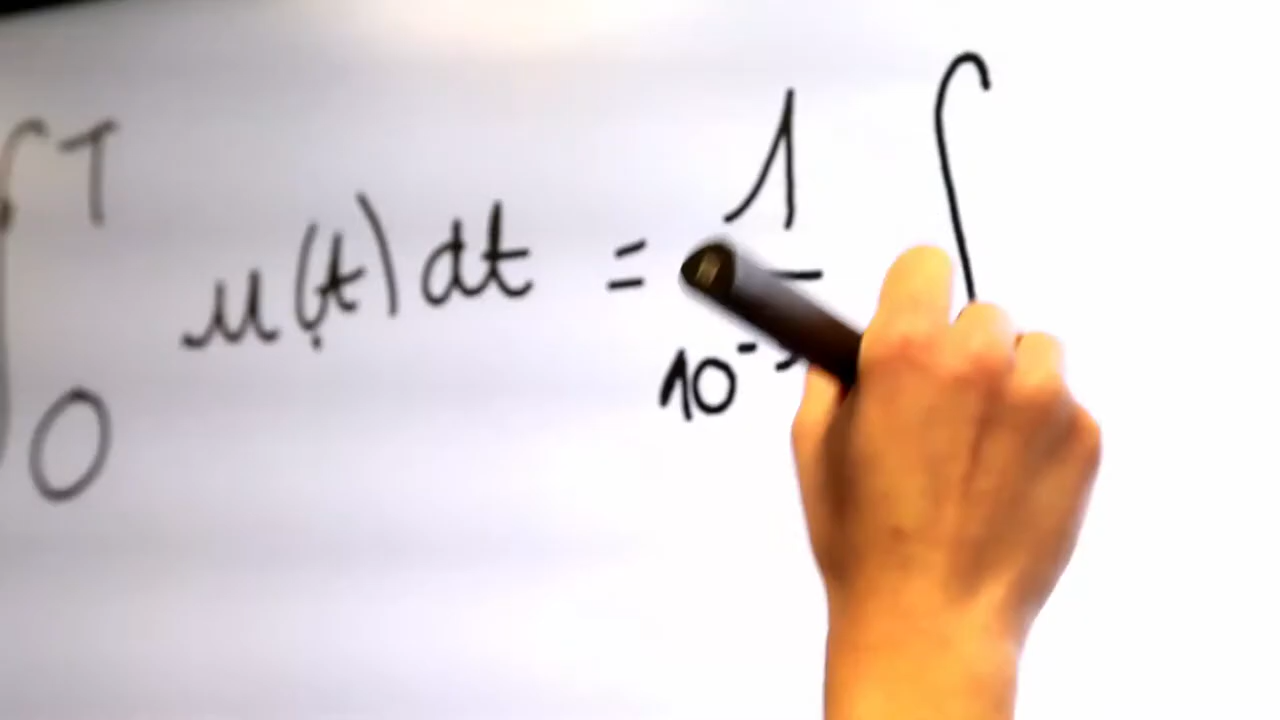 ∫₀ᵀ u(t) dt = 1/10⁻ ∫